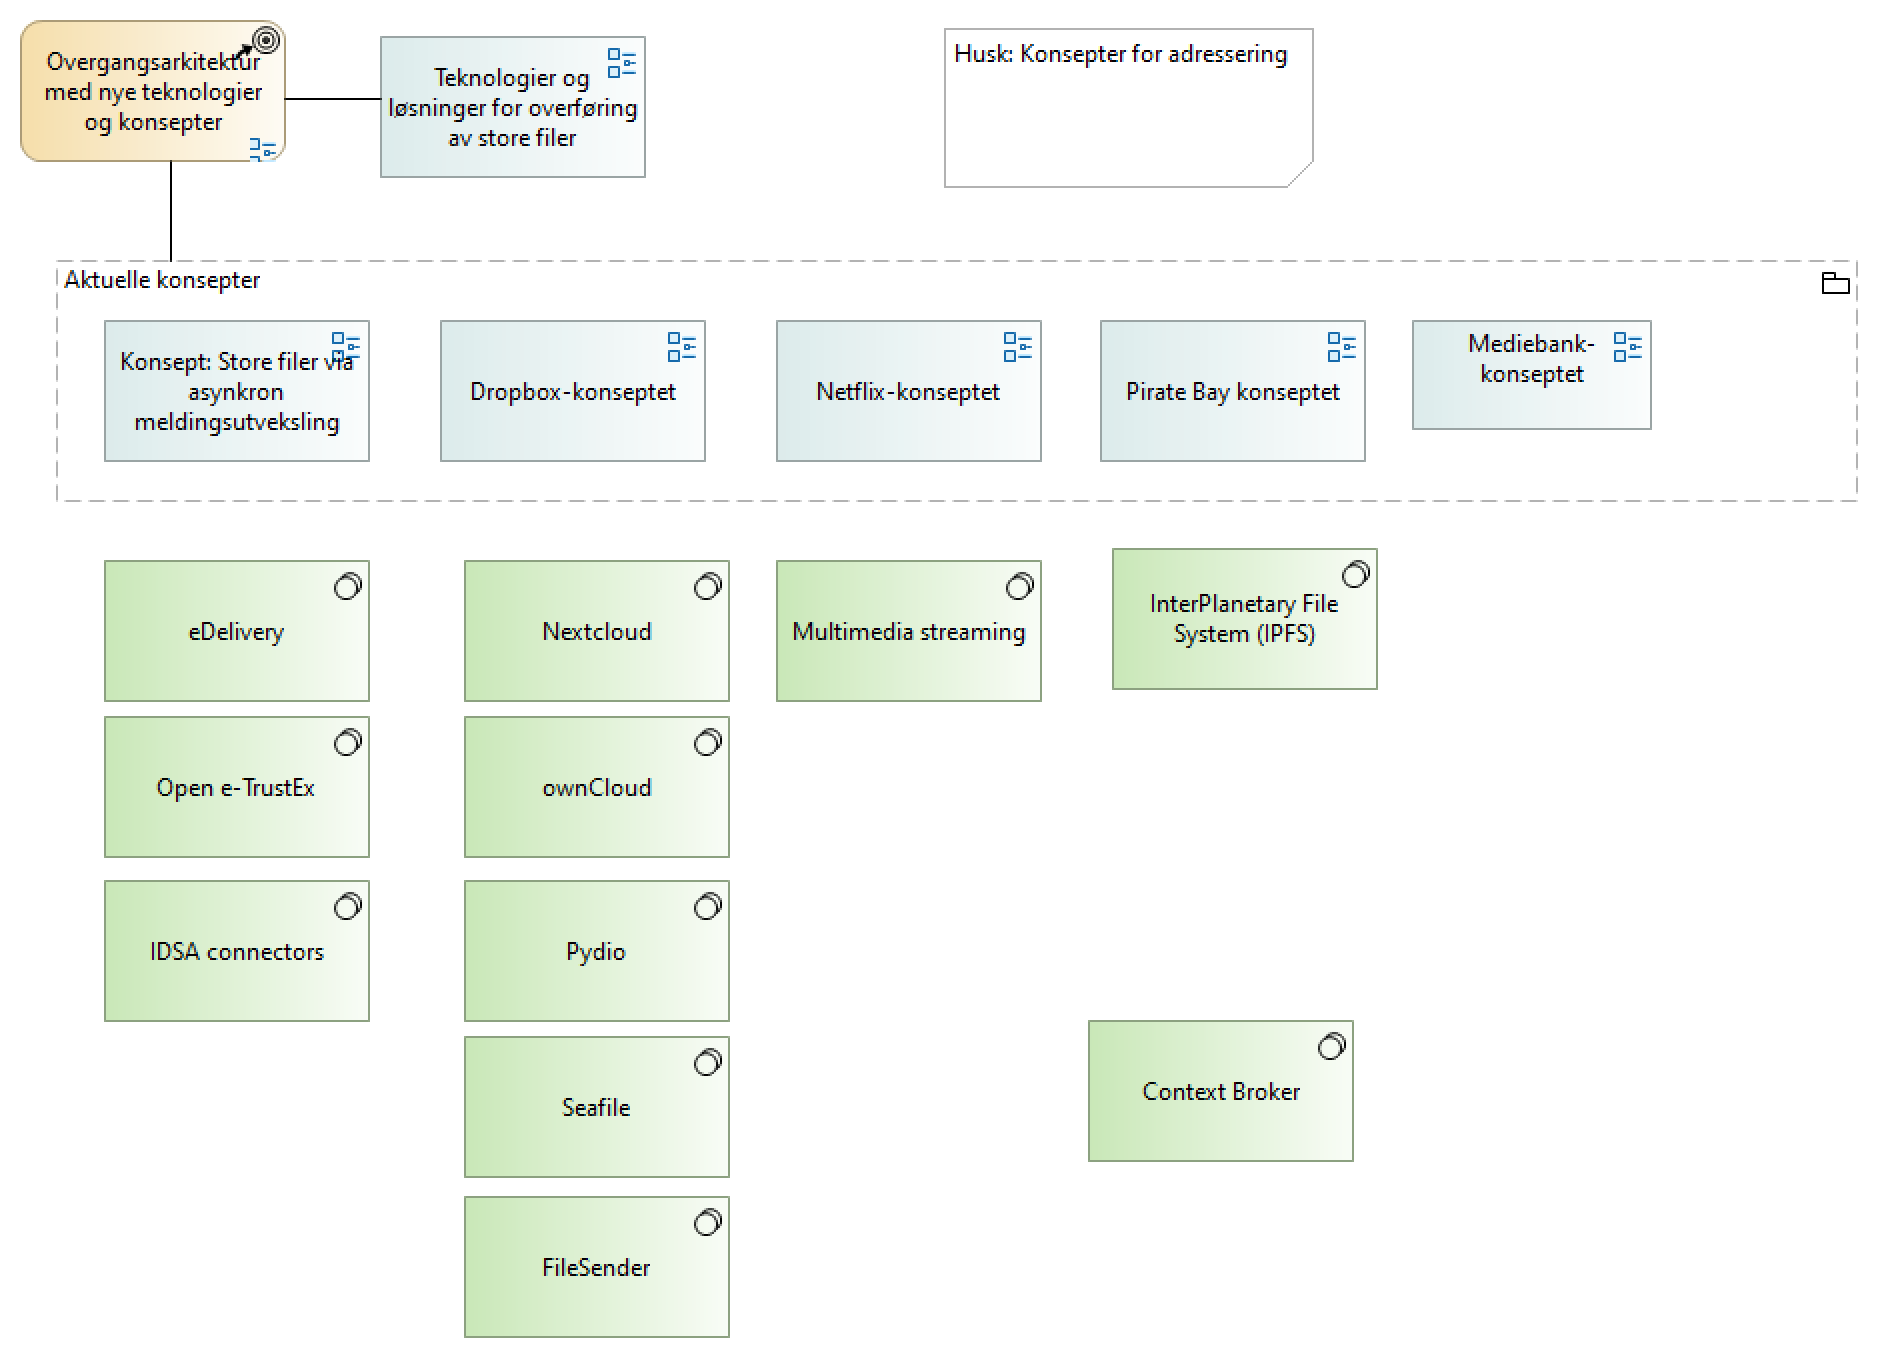 Overgangsarkitektur
med nye teknologier
og konsepter
Teknologier og
løsninger for overføring
av store filer
Husk: Konsepter for adressering
Aktuelle konsepter
Konsept: Store filer via
asynkron
meldingsutveksling
Dropbox-konseptet
Netflix-konseptet
Pirate Bay konseptet
Mediebank-
konseptet
eDelivery
Nextcloud
Multimedia streaming
InterPlanetary File
System (IPFS)
Open e-TrustEx
ownCloud
IDSA connectors
Pydio
Seafile
Context Broker
FileSender